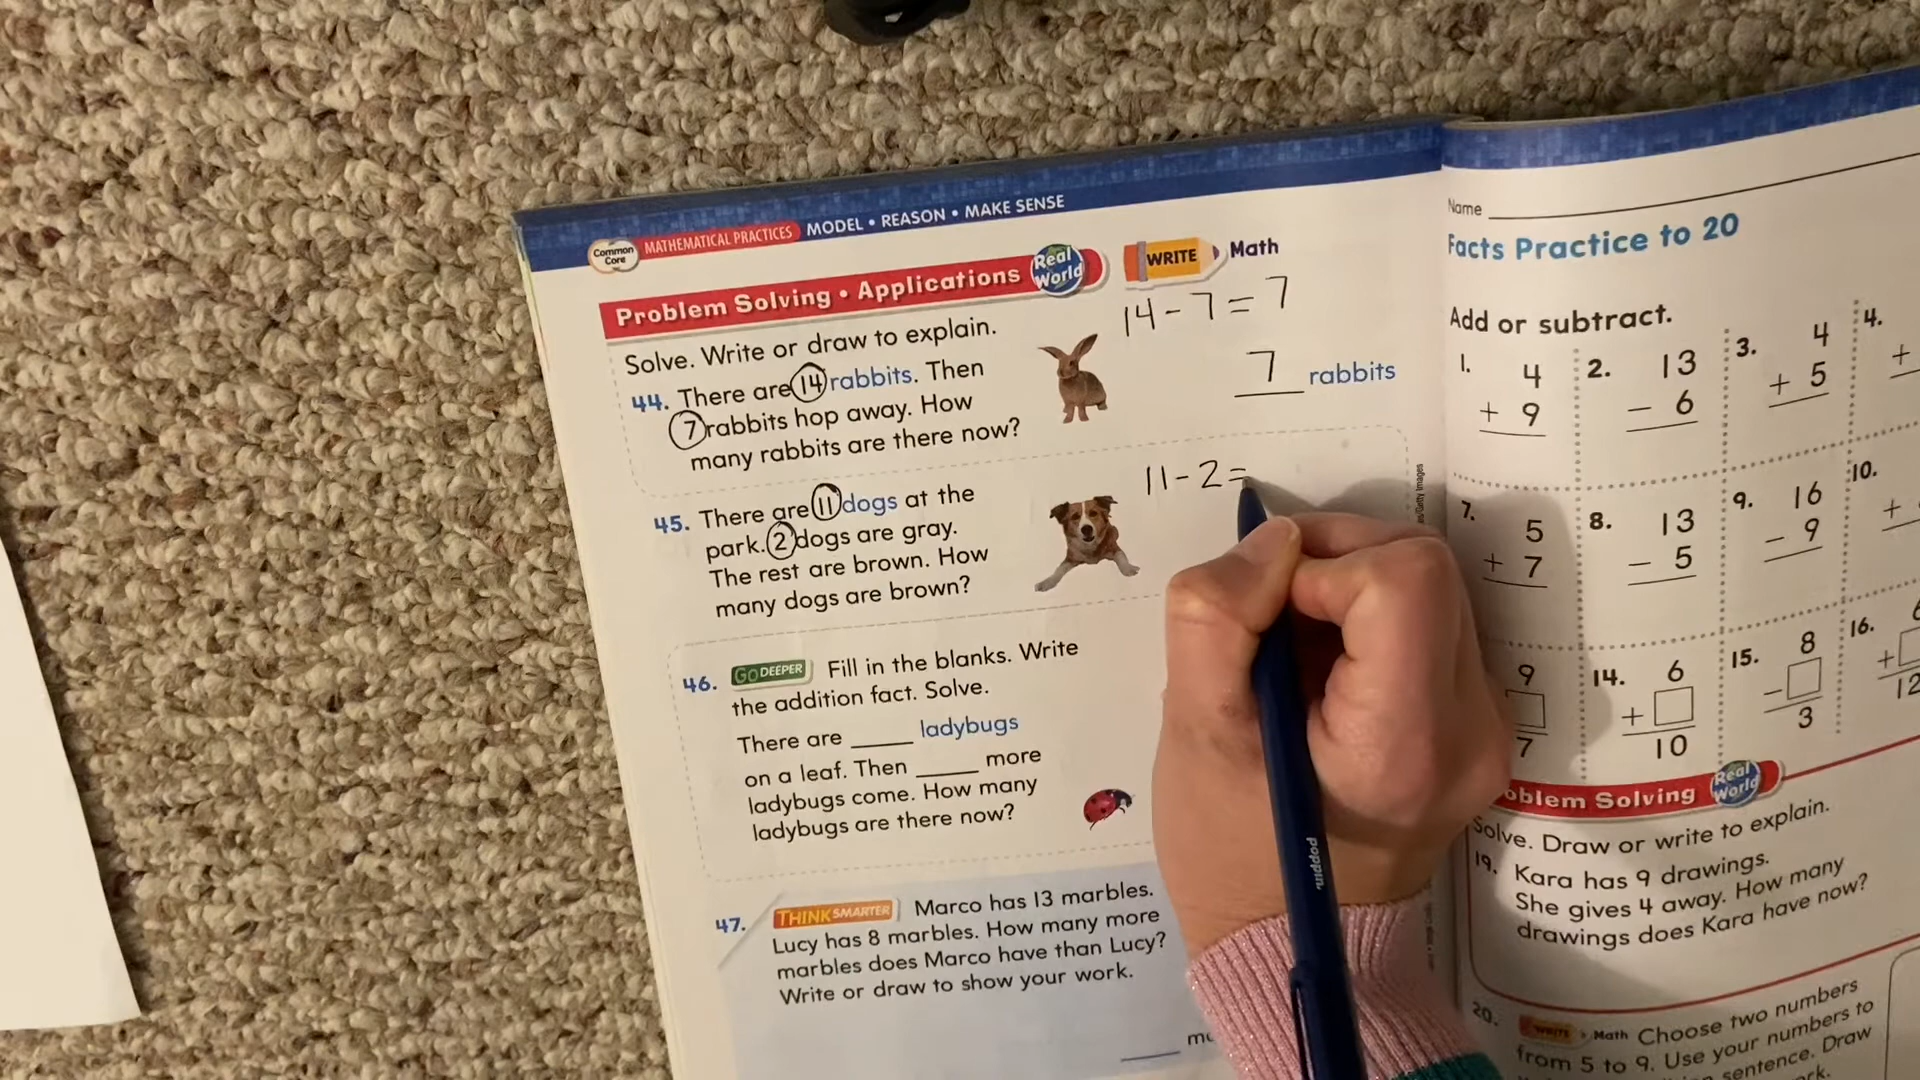 Common Core MATHEMATICAL PRACTICES MODEL • REASON • MAKE SENSE
Problem Solving • Applications Real World
WRITE Math
Solve. Write or draw to explain.
14 - 7 = 7
44. There are 14 rabbits. Then
7 rabbits hop away. How
many rabbits are there now?
7 rabbits
45. There are 11 dogs at the
park. 2 dogs are gray.
The rest are brown. How
many dogs are brown?
11 - 2 =
46. GO DEEPER Fill in the blanks. Write
the addition fact. Solve.
There are ____ ladybugs
on a leaf. Then ____ more
ladybugs come. How many
ladybugs are there now?
47. THINK SMARTER Marco has 13 marbles.
Lucy has 8 marbles. How many more
marbles does Marco have than Lucy?
Write or draw to show your work.
poppin.
Name
Facts Practice to 20
Add or subtract.
1. 4 + 9
2. 13 - 6
3. 4 + 5
4. +
7. 5 + 7
8. 13 - 5
9. 16 - 9
10. +
9 7
14. 6 + 10
15. 8 - 3
16. + 12
Problem Solving Real World
Solve. Draw or write to explain.
19. Kara has 9 drawings.
She gives 4 away. How many
drawings does Kara have now?
20. WRITE Math Choose two numbers
from 5 to 9. Use your numbers to
sentence. Draw